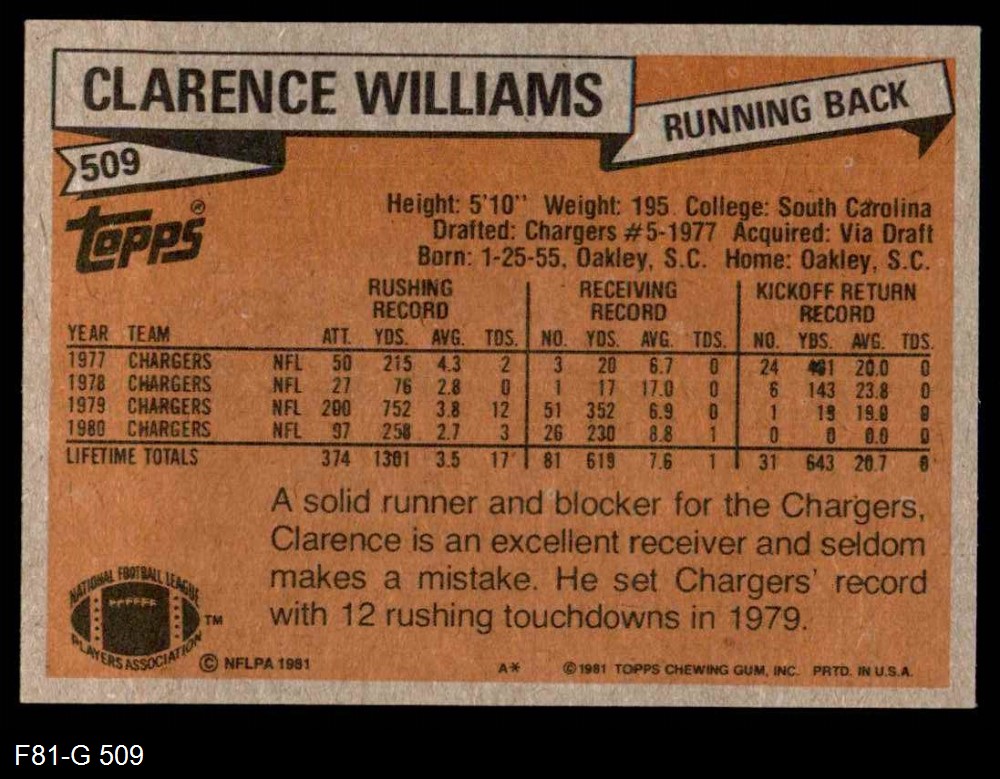 CLARENCE WILLIAMS
RUNNING BACK
509
Topps®
Height: 5'10" Weight: 195 College: South Carolina
Drafted: Chargers #5-1977 Acquired: Via Draft
Born: 1-25-55, Oakley, S.C. Home: Oakley, S.C.
RUSHING RECORD RECEIVING RECORD KICKOFF RETURN RECORD
YEAR TEAM ATT. YDS. AVG. TDS. NO. YDS. AVG. TDS. NO. YDS. AVG. TDS.
1977 CHARGERS NFL 50 215 4.3 2 3 20 6.7 0 24 481 20.0 0
1978 CHARGERS NFL 27 76 2.8 0 1 17 17.0 0 6 143 23.8 0
1979 CHARGERS NFL 200 752 3.8 12 51 352 6.9 0 1 19 19.0 0
1980 CHARGERS NFL 97 258 2.7 3 26 230 8.8 1 0 0 0.0 0
LIFETIME TOTALS 374 1301 3.5 17 81 619 7.6 1 31 643 20.7 0
A solid runner and blocker for the Chargers,
Clarence is an excellent receiver and seldom
makes a mistake. He set Chargers' record
with 12 rushing touchdowns in 1979.
NATIONAL FOOTBALL LEAGUE
PLAYERS ASSOCIATION
TM
© NFLPA 1981
A* © 1981 TOPPS CHEWING GUM, INC. PRTD. IN U.S.A.
F81-G 509